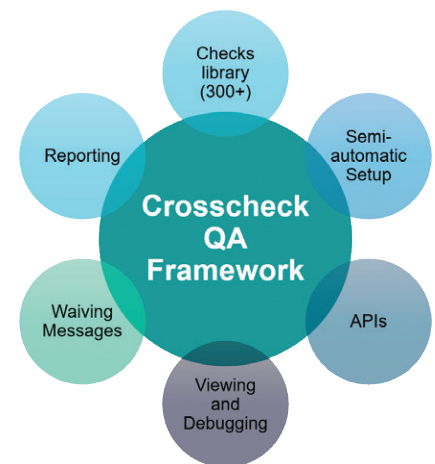 Checks
library
(300+)
Semi-
automatic
Setup
Reporting
Crosscheck
QA
Framework
Waiving
Messages
APIs
Viewing
and
Debugging